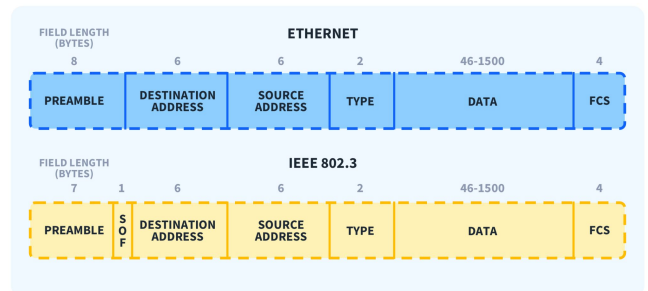 ETHERNET
FIELD LENGTH
(BYTES)
8 6 6 2 46-1500 4
PREAMBLE DESTINATION ADDRESS SOURCE ADDRESS TYPE DATA FCS
IEEE 802.3
FIELD LENGTH
(BYTES)
7 1 6 6 2 46-1500 4
PREAMBLE SOF DESTINATION ADDRESS SOURCE ADDRESS TYPE DATA FCS